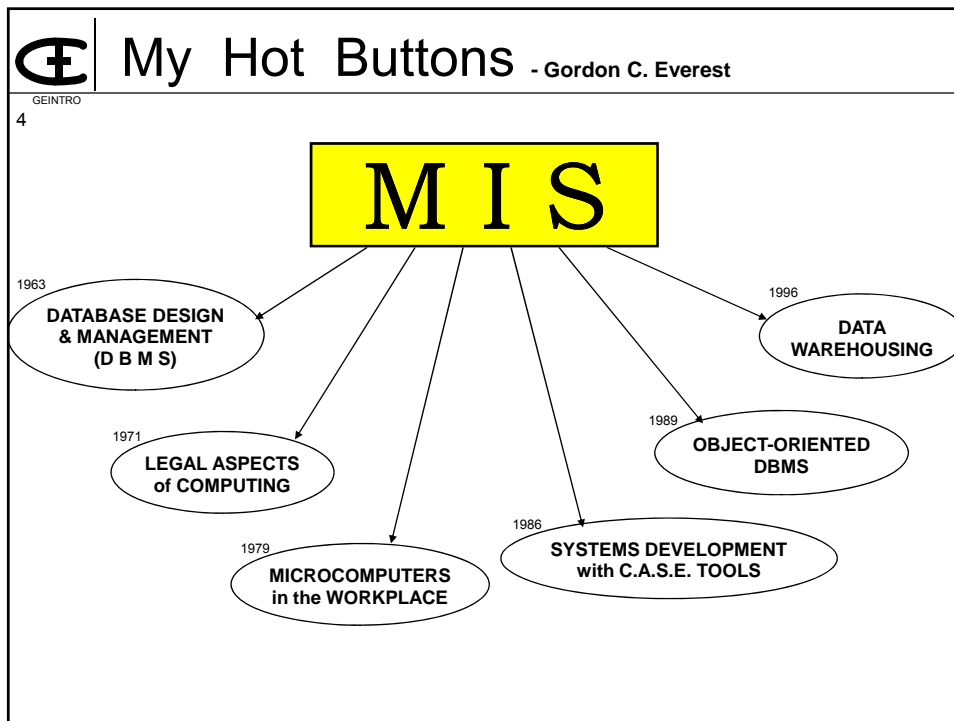 My Hot Buttons - Gordon C. Everest
GEINTRO
4
M I S
1963
DATABASE DESIGN
& MANAGEMENT
(D B M S)
1971
LEGAL ASPECTS
of COMPUTING
1979
MICROCOMPUTERS
in the WORKPLACE
1986
SYSTEMS DEVELOPMENT
with C.A.S.E. TOOLS
1989
OBJECT-ORIENTED
DBMS
1996
DATA
WAREHOUSING